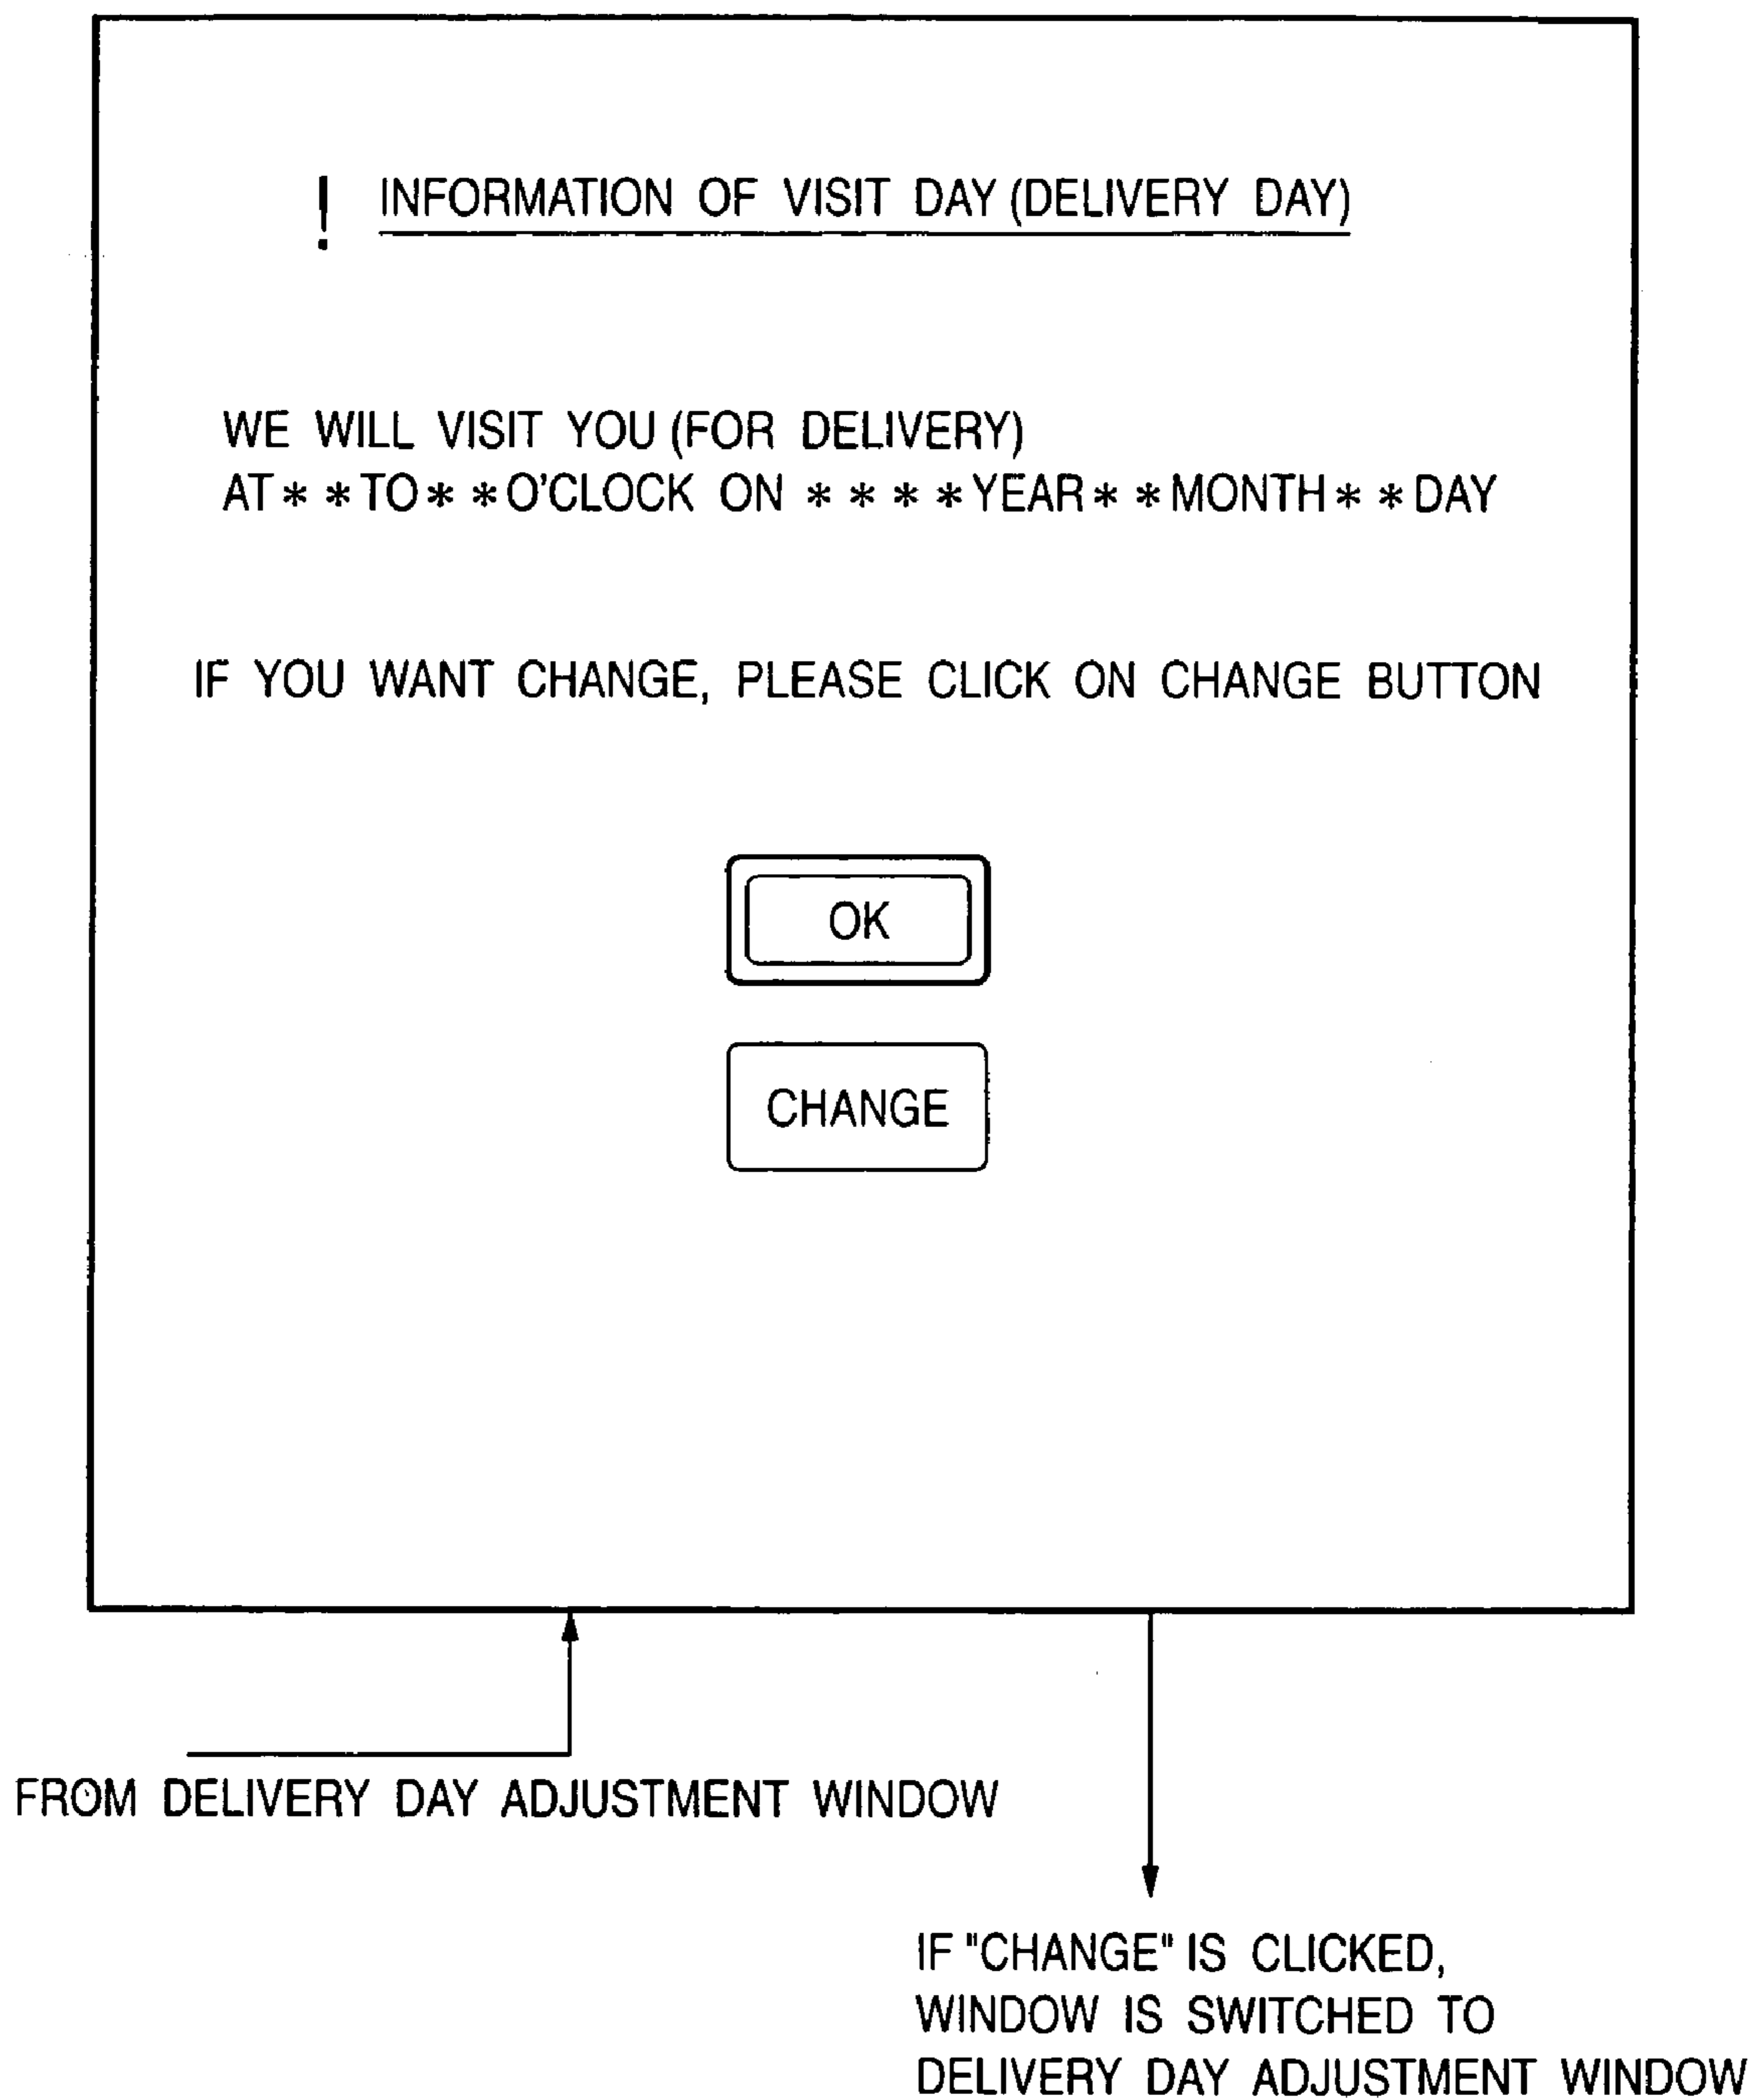 ! INFORMATION OF VISIT DAY (DELIVERY DAY)
WE WILL VISIT YOU (FOR DELIVERY)
AT * * TO * * O'CLOCK ON * * * * YEAR * * MONTH * * DAY
IF YOU WANT CHANGE, PLEASE CLICK ON CHANGE BUTTON
OK
CHANGE
FROM DELIVERY DAY ADJUSTMENT WINDOW
IF "CHANGE" IS CLICKED,
WINDOW IS SWITCHED TO
DELIVERY DAY ADJUSTMENT WINDOW